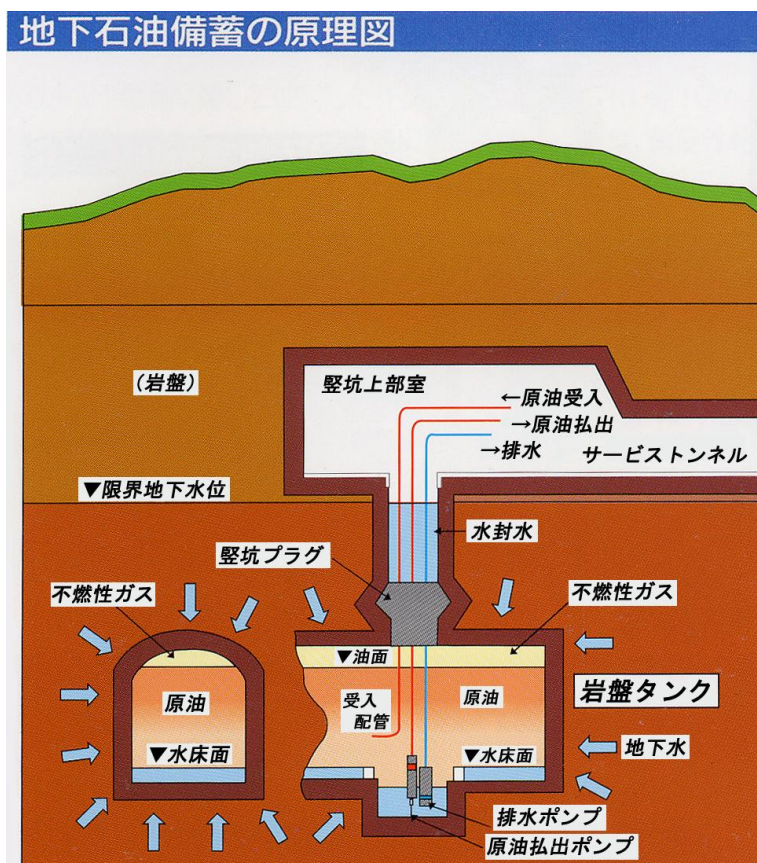 地下石油備蓄の原理図
(岩盤)
竪坑上部室
←原油受入
→原油払出
→排水
サービストンネル
▼限界地下水位
水封水
竪坑プラグ
不燃性ガス
不燃性ガス
▼油面
原油
受入
配管
原油
岩盤タンク
▼水床面
▼水床面
地下水
排水ポンプ
原油払出ポンプ